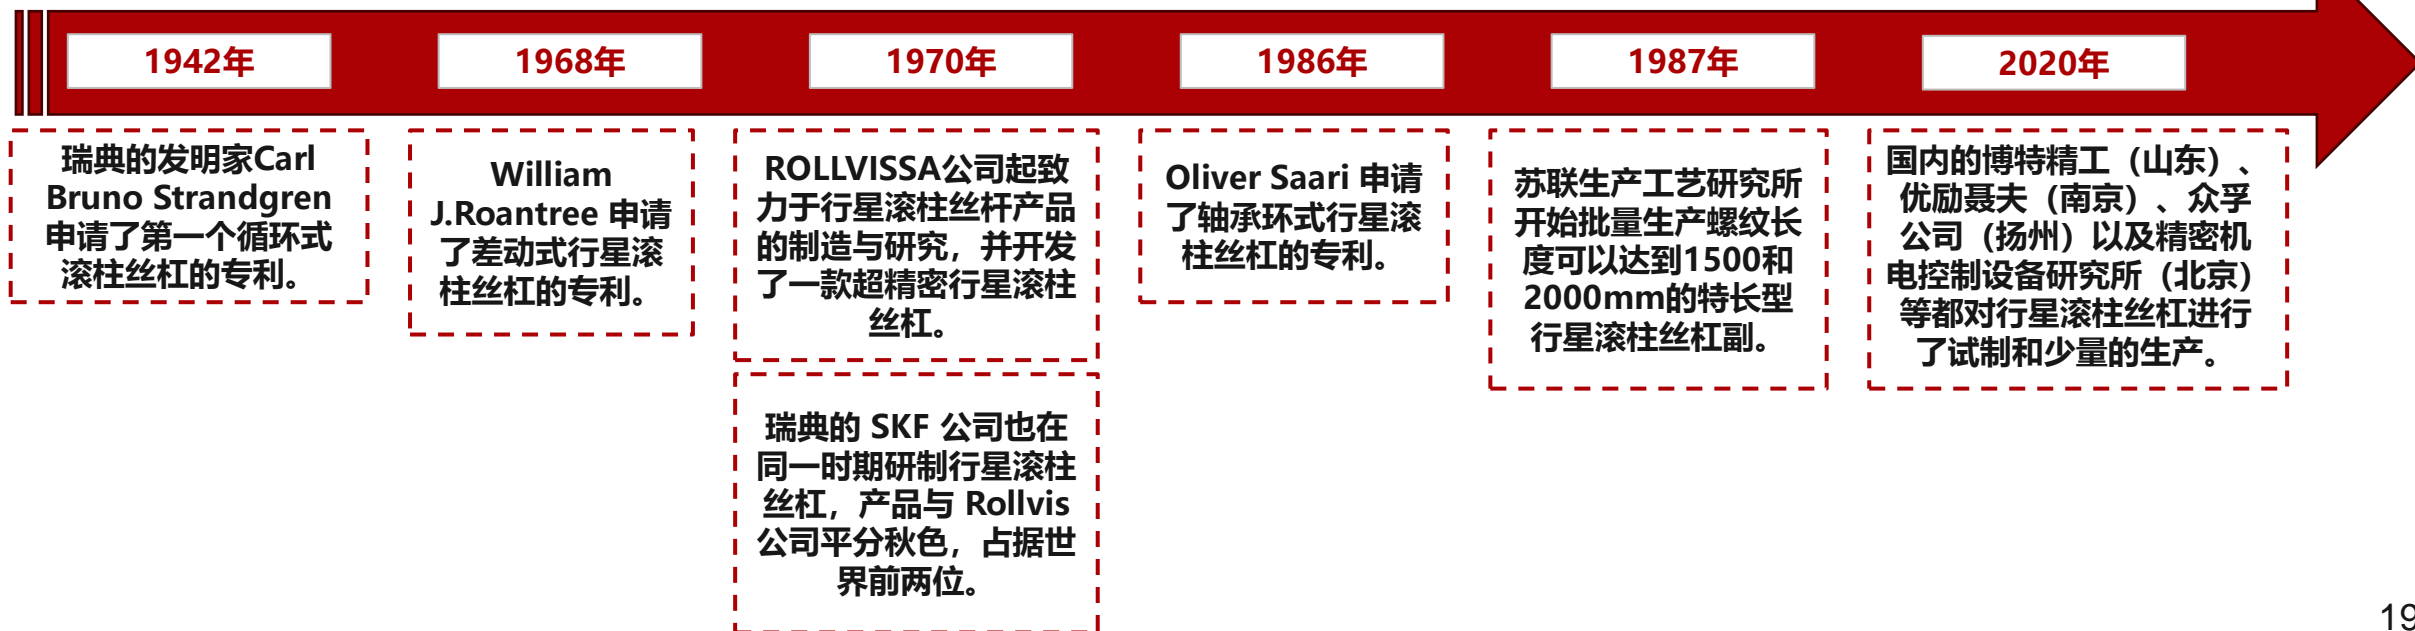 1942年
1968年
1970年
1986年
1987年
2020年
瑞典的发明家Carl
Bruno Strandgren
申请了第一个循环式
滚柱丝杠的专利。
William
J.Roantree 申请
了差动式行星滚
柱丝杠的专利。
ROLLVISSA公司起致
力于行星滚柱丝杆产品
的制造与研究，并开发
了一款超精密行星滚柱
丝杠。
瑞典的 SKF 公司也在
同一时期研制行星滚柱
丝杠，产品与 Rollvis
公司平分秋色，占据世
界前两位。
Oliver Saari 申请
了轴承环式行星滚
柱丝杠的专利。
苏联生产工艺研究所
开始批量生产螺纹长
度可以达到1500和
2000mm的特长型
行星滚柱丝杠副。
国内的博特精工（山东）、
优励聂夫（南京）、众孚
公司（扬州）以及精密机
电控制设备研究所（北京）
等都对行星滚柱丝杠进行
了试制和少量的生产。
19